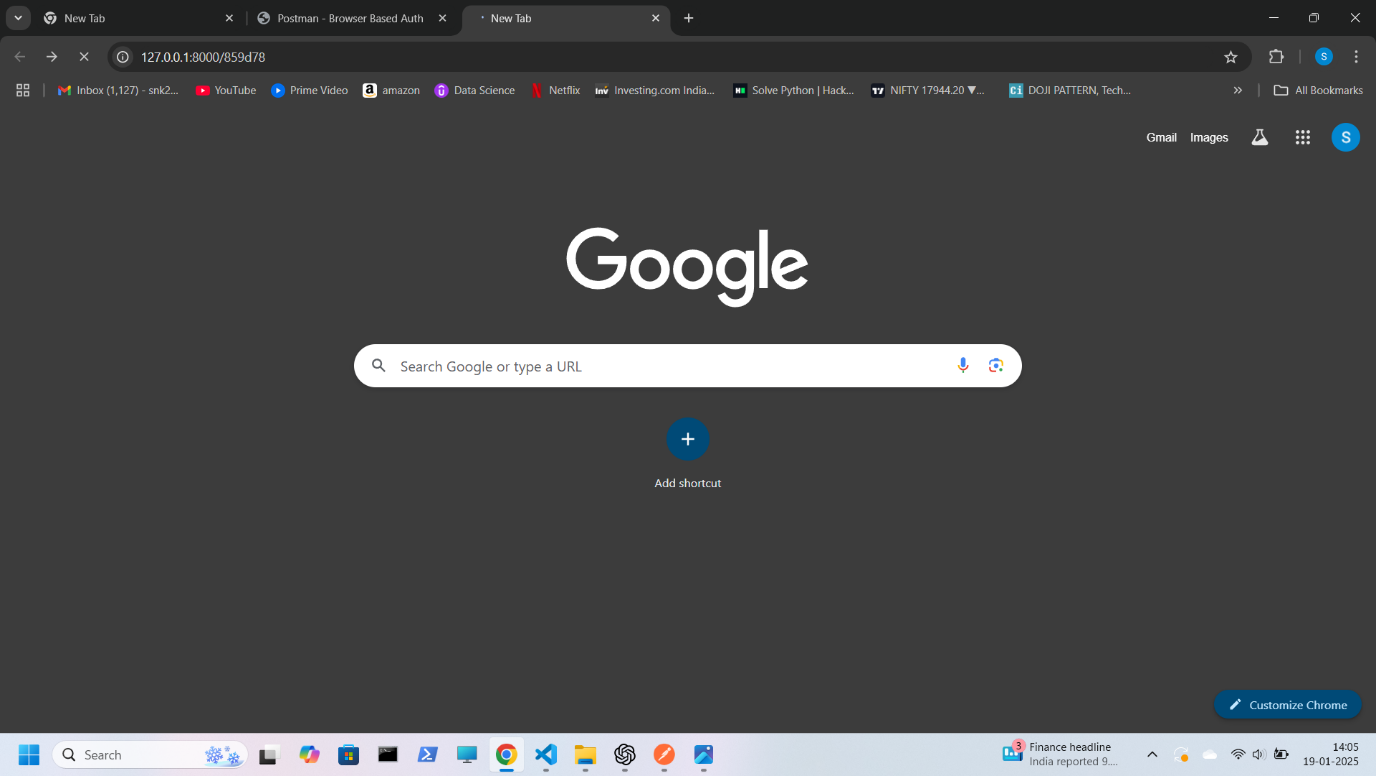 New Tab
Postman - Browser Based Auth
New Tab
127.0.0.1:8000/859d78
S
Inbox (1,127) - snk2...
YouTube
Prime Video
a amazon
Data Science
Netflix
Inv Investing.com India...
H Solve Python | Hack...
NIFTY 17944.20 ▼...
Ci DOJI PATTERN, Tech...
»
All Bookmarks
Gmail Images
S
Google
Search Google or type a URL
Add shortcut
Customize Chrome
Search
3
Finance headline
India reported 9....
14:05
19-01-2025